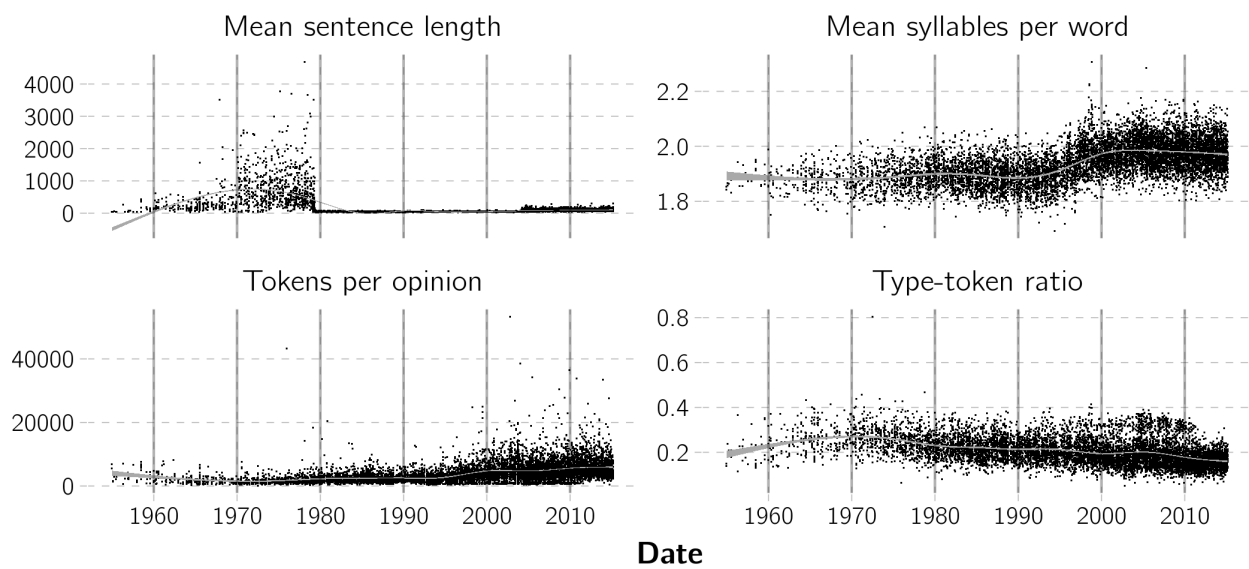 Mean sentence length
Mean syllables per word
4000
3000
2000
1000
0
2.2
2.0
1.8
Tokens per opinion
Type-token ratio
40000
20000
0
0.8
0.6
0.4
0.2
1960 1970 1980 1990 2000 2010
1960 1970 1980 1990 2000 2010
Date